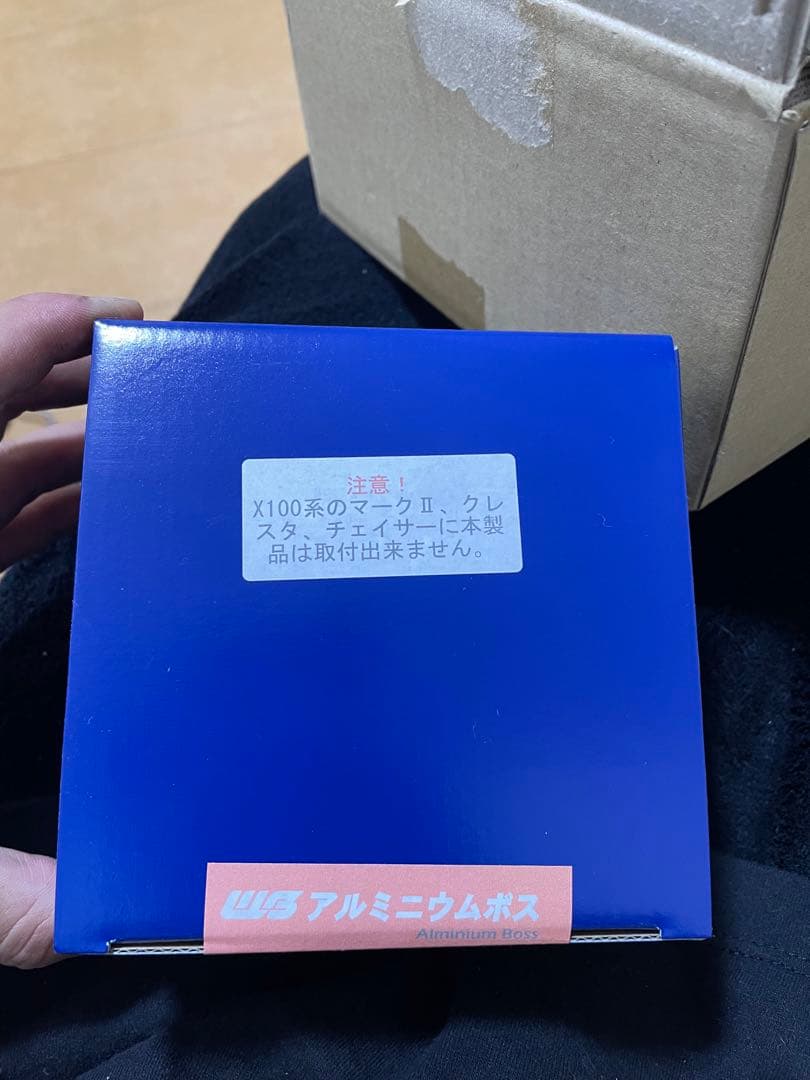 注意！
X100系のマークⅡ、クレ
スタ、チェイサーに本製
品は取付出来ません。
WB アルミニウムボス
Alminium Boss